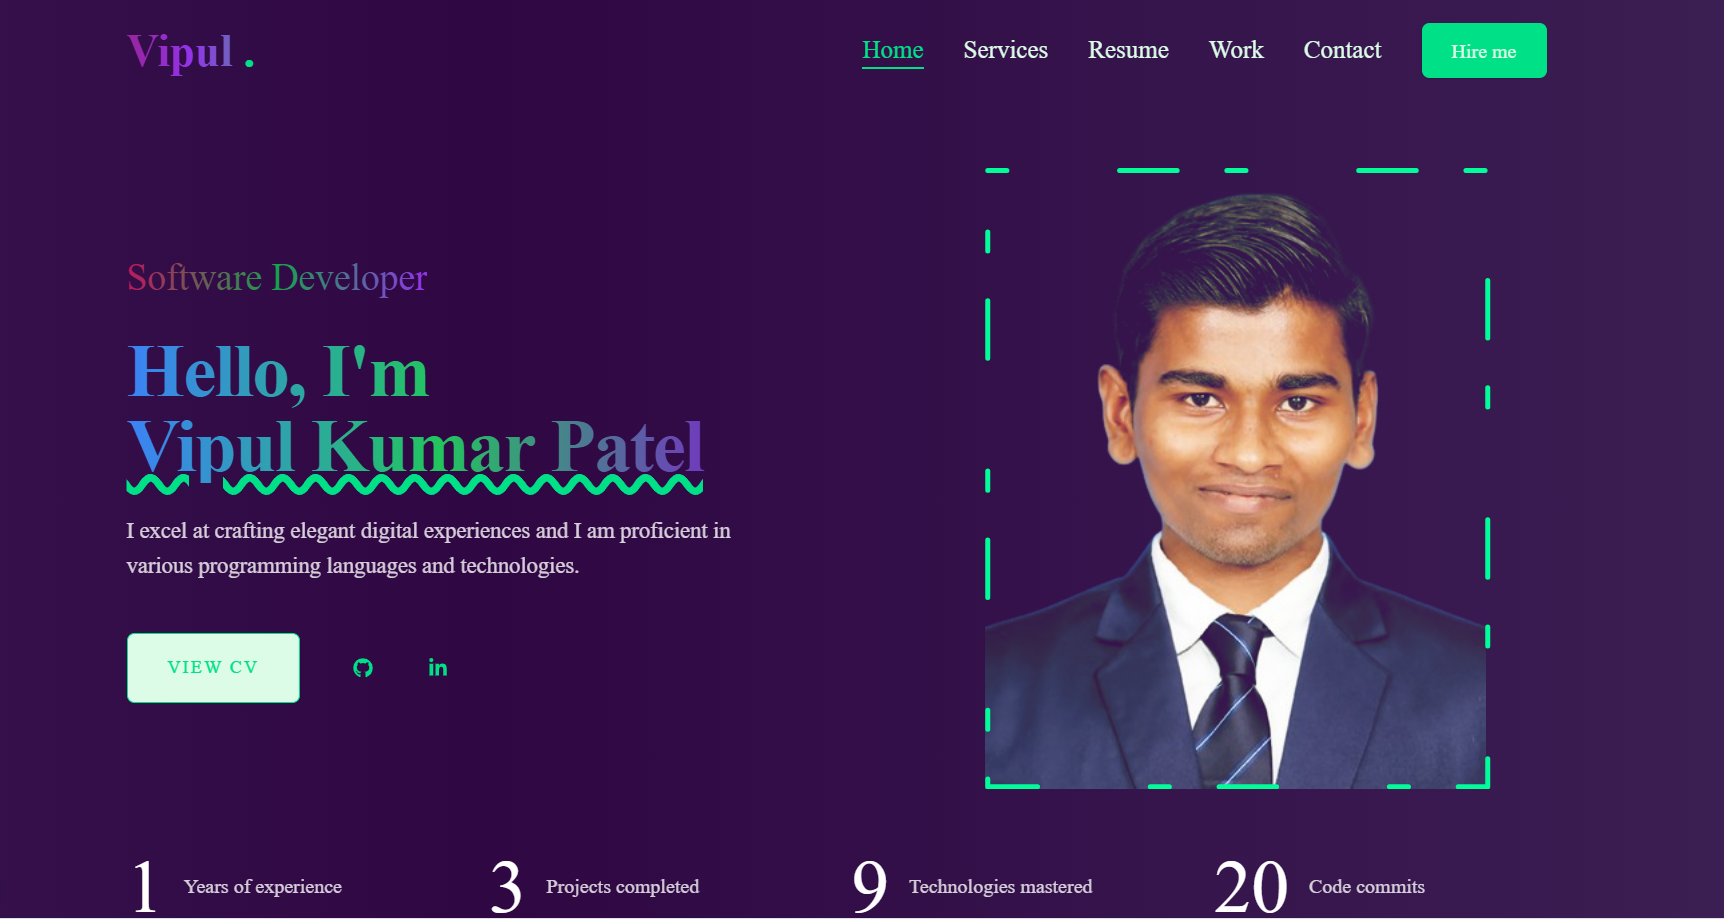 Vipul .
Home Services Resume Work Contact Hire me
Software Developer
Hello, I'm
Vipul Kumar Patel
I excel at crafting elegant digital experiences and I am proficient in
various programming languages and technologies.
VIEW CV
1 Years of experience
3 Projects completed
9 Technologies mastered
20 Code commits